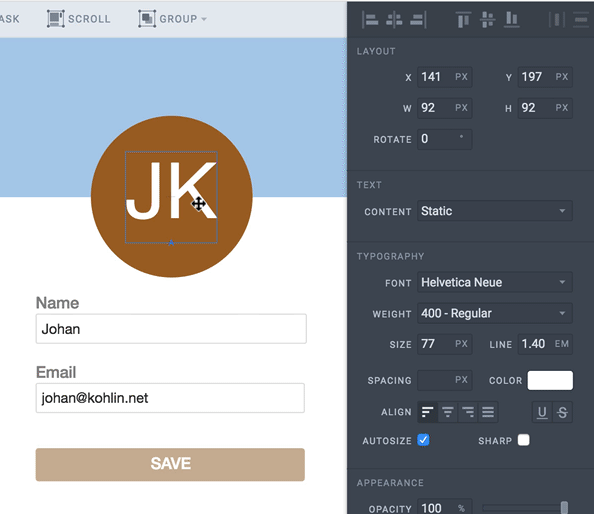 ASK SCROLL GROUP
LAYOUT
X 141 PX Y 197 PX
W 92 PX H 92 PX
ROTATE 0 °
TEXT
CONTENT Static
TYPOGRAPHY
FONT Helvetica Neue
WEIGHT 400 - Regular
SIZE 77 PX LINE 1.40 EM
SPACING PX COLOR
ALIGN U S
AUTOSIZE SHARP
APPEARANCE
OPACITY 100 %
JK
Name
Johan
Email
johan@kohlin.net
SAVE